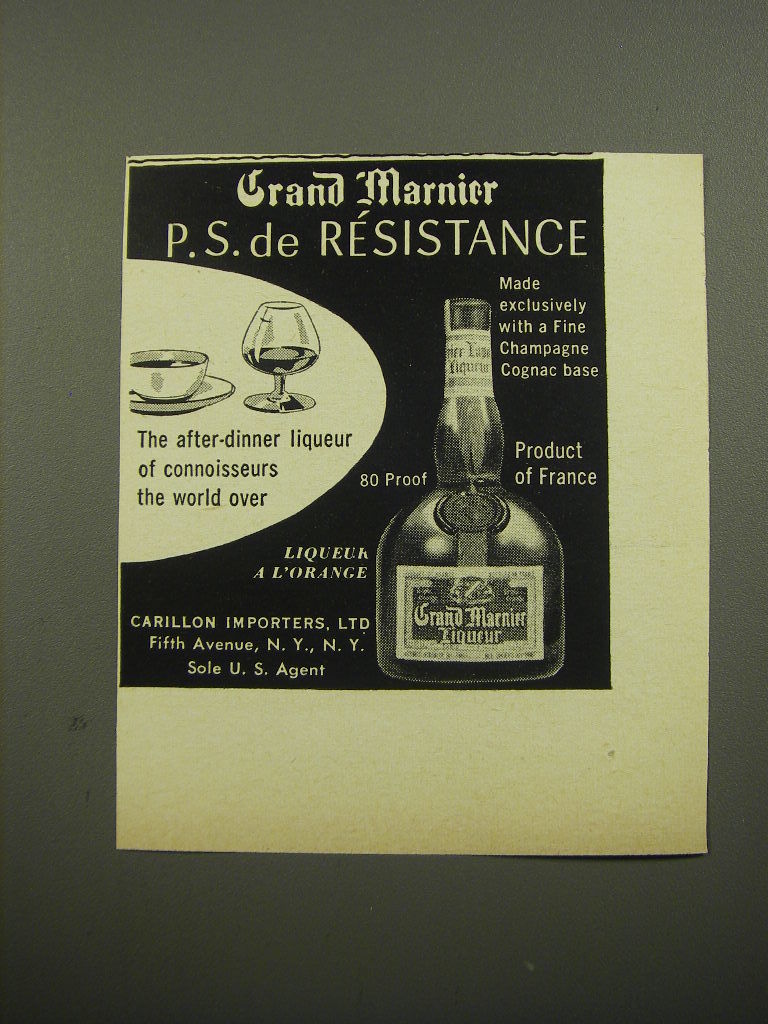 Grand Marnier
P.S. de RÉSISTANCE
Made
exclusively
with a Fine
Champagne
Cognac base
The after-dinner liqueur
of connoisseurs
the world over
80 Proof
Product
of France
LIQUEUR
A L'ORANGE
CARILLON IMPORTERS, LTD
Fifth Avenue, N. Y., N. Y.
Sole U. S. Agent
Liqueur
Grand Marnier
Liqueur